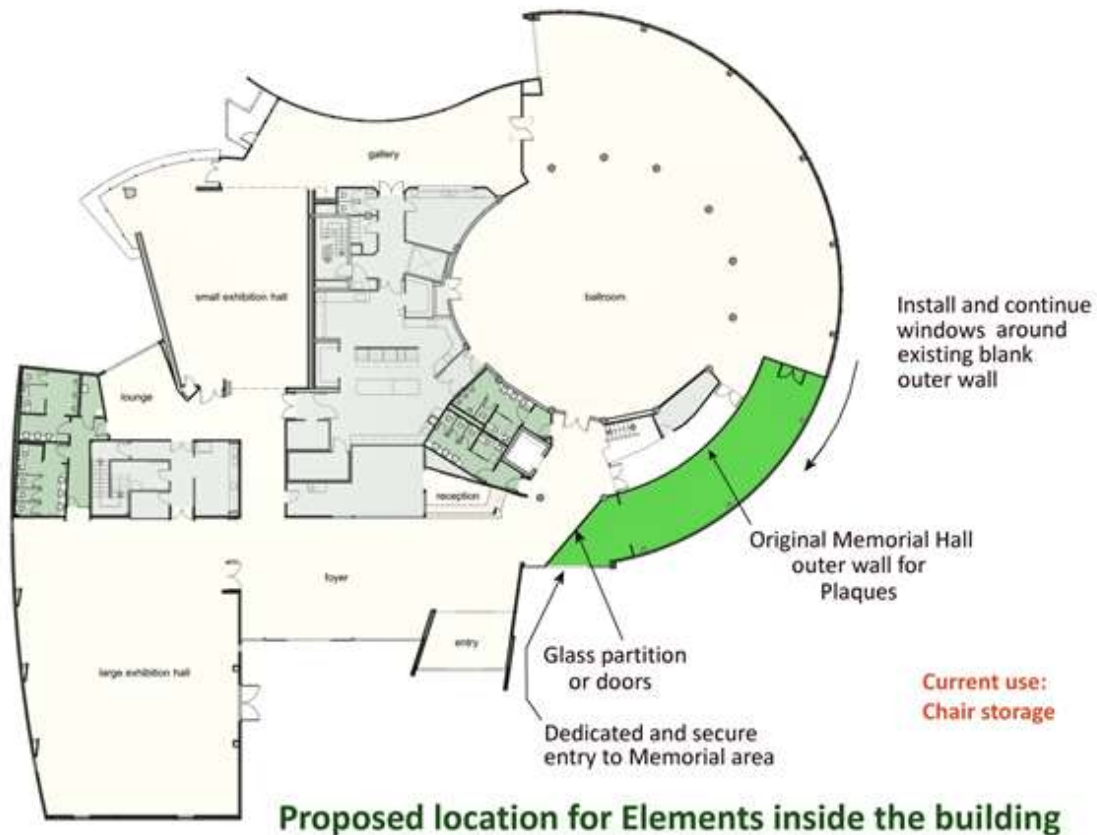 gallery
small exhibition hall
ballroom
Install and continue
windows around
existing blank
outer wall
lounge
reception
Original Memorial Hall
outer wall for
Plaques
foyer
entry
Glass partition
or doors
large exhibition hall
Current use:
Chair storage
Dedicated and secure
entry to Memorial area
Proposed location for Elements inside the building